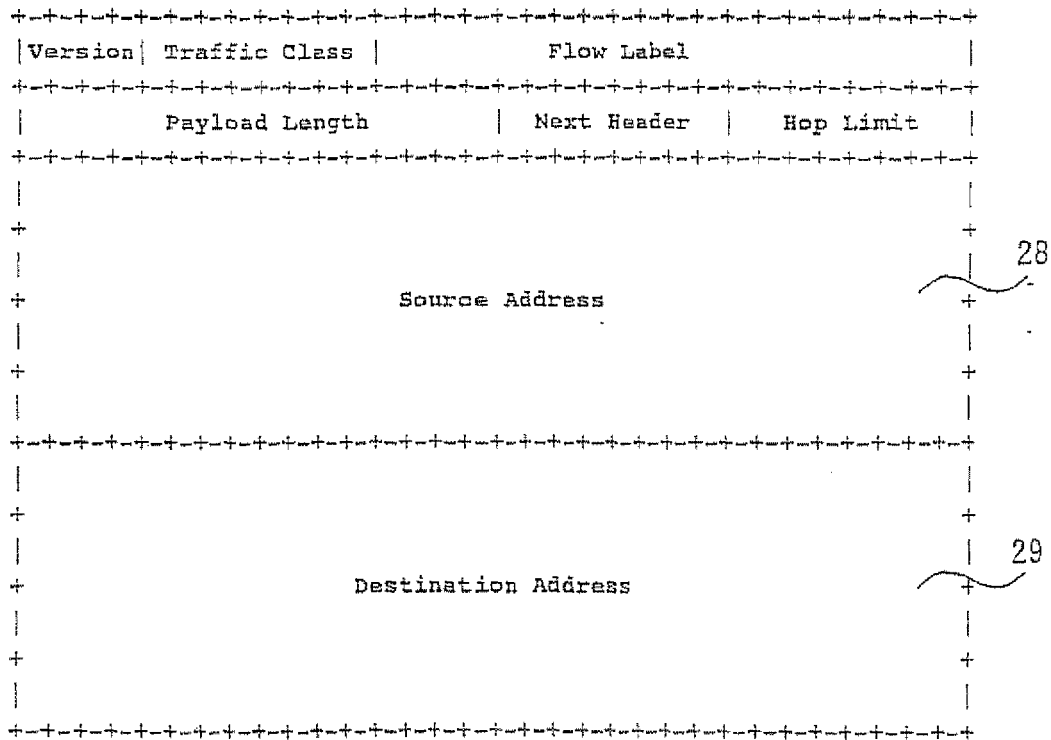 +-+-+-+-+-+-+-+-+-+-+-+-+-+-+-+-+-+-+-+-+-+-+-+-+-+-+-+-+-+-+-+-+
|Version| Traffic Class | Flow Label |
+-+-+-+-+-+-+-+-+-+-+-+-+-+-+-+-+-+-+-+-+-+-+-+-+-+-+-+-+-+-+-+-+
| Payload Length | Next Header | Hop Limit |
+-+-+-+-+-+-+-+-+-+-+-+-+-+-+-+-+-+-+-+-+-+-+-+-+-+-+-+-+-+-+-+-+
| |
+ +
| | 28
+ Source Address +
| |
+ +
| |
+-+-+-+-+-+-+-+-+-+-+-+-+-+-+-+-+-+-+-+-+-+-+-+-+-+-+-+-+-+-+-+-+
| |
+ +
| | 29
+ Destination Address +
| |
+ +
| |
+-+-+-+-+-+-+-+-+-+-+-+-+-+-+-+-+-+-+-+-+-+-+-+-+-+-+-+-+-+-+-+-+